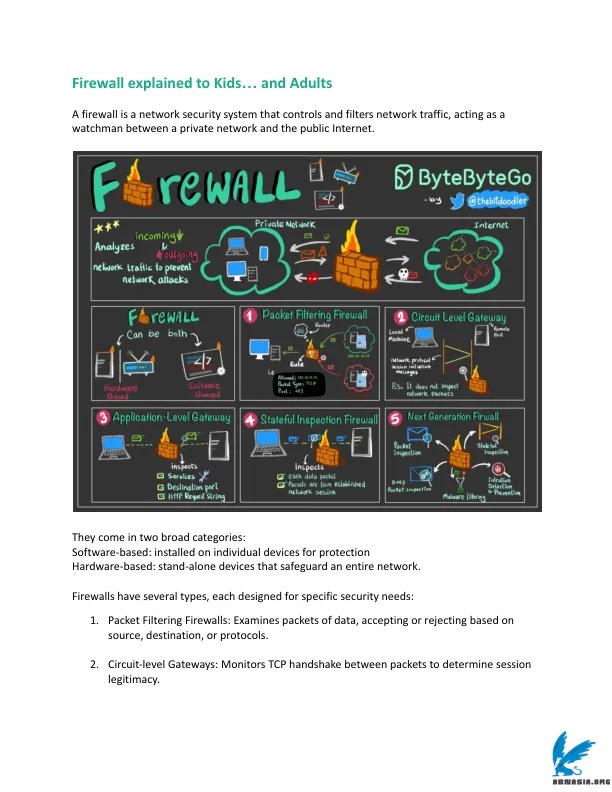 Firewall explained to Kids… and Adults
A firewall is a network security system that controls and filters network traffic, acting as a
watchman between a private network and the public Internet.
FIREWALL
ByteByteGo
- by @thebitdoodler
Analyzes incoming
&
outgoing
network traffic to prevent
network attacks
Private Network
Internet
FIREWALL
Can be both
Hardware
Based
Software
Based
1 Packet Filtering Firewall
Router
Rule
i.e
Allowed:
Packet Type: TCP
Port: 443
2 Circuit Level Gateway
Local
Machine
Remote
Host
network protocol
session initiation
messages
P.S. It does not inspect
network packets
3 Application-Level Gateway
inspects
Services
Destination port
HTTP Request String
4 Stateful Inspection Firewall
inspects
Each data packet
Packets are from established
network session
5 Next Generation Firwall
Packet
Inspection
Stateful
Inspection
Deep
Packet Inspection
Malware Filtering
Intrusion
Detection
& Prevention
They come in two broad categories:
Software-based: installed on individual devices for protection
Hardware-based: stand-alone devices that safeguard an entire network.
Firewalls have several types, each designed for specific security needs:
1. Packet Filtering Firewalls: Examines packets of data, accepting or rejecting based on
source, destination, or protocols.
2. Circuit-level Gateways: Monitors TCP handshake between packets to determine session
legitimacy.
ABNASIA.ORG